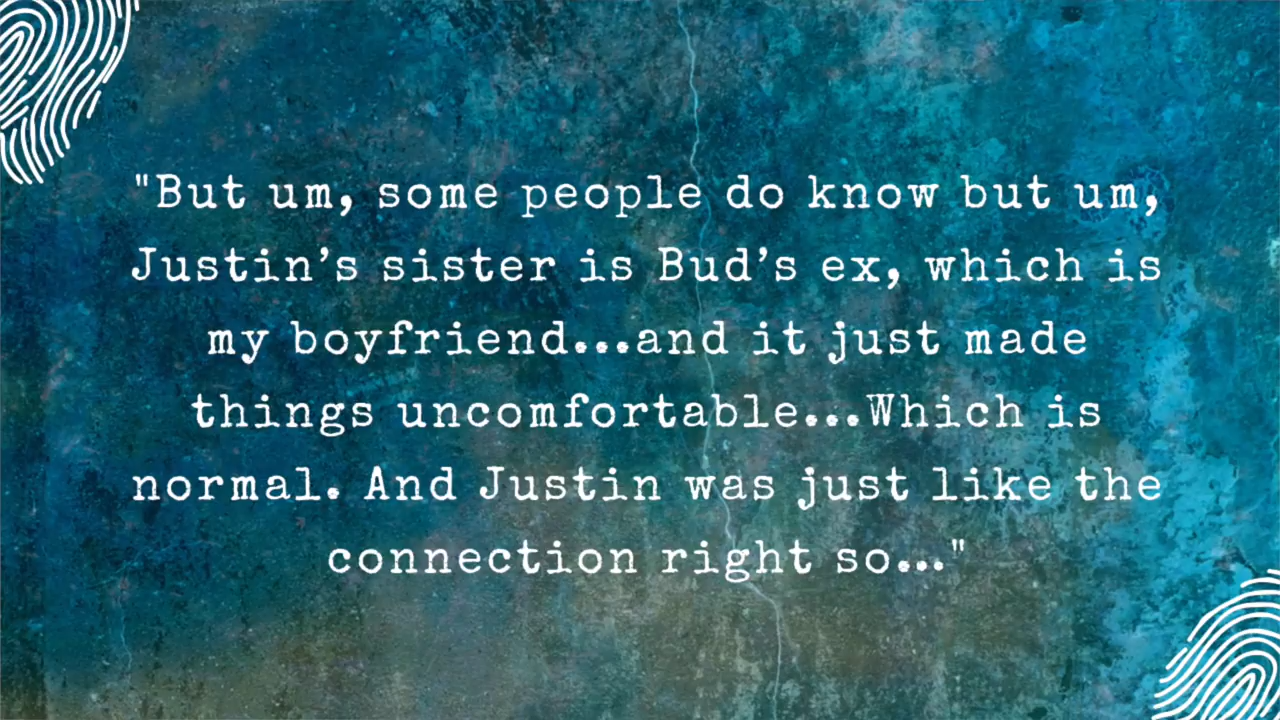 "But um, some people do know but um,
Justin’s sister is Bud’s ex, which is
my boyfriend...and it just made
things uncomfortable...Which is
normal. And Justin was just like the
connection right so..."